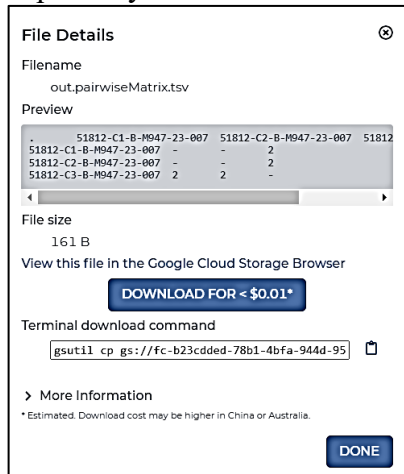 File Details
Filename
out.pairwiseMatrix.tsv
Preview
. 51812-C1-B-M947-23-007 51812-C2-B-M947-23-007 51812
51812-C1-B-M947-23-007 - - 2
51812-C2-B-M947-23-007 - - 2
51812-C3-B-M947-23-007 2 2 -
File size
161 B
View this file in the Google Cloud Storage Browser
DOWNLOAD FOR < $0.01*
Terminal download command
gsutil cp gs://fc-b23cdded-78b1-4bfa-944d-95
> More Information
* Estimated. Download cost may be higher in China or Australia.
DONE